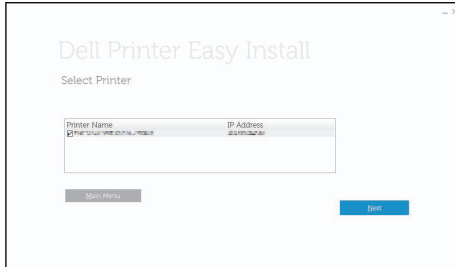 Dell Printer Easy Install
Select Printer
Printer Name IP Address
Main Menu
Next